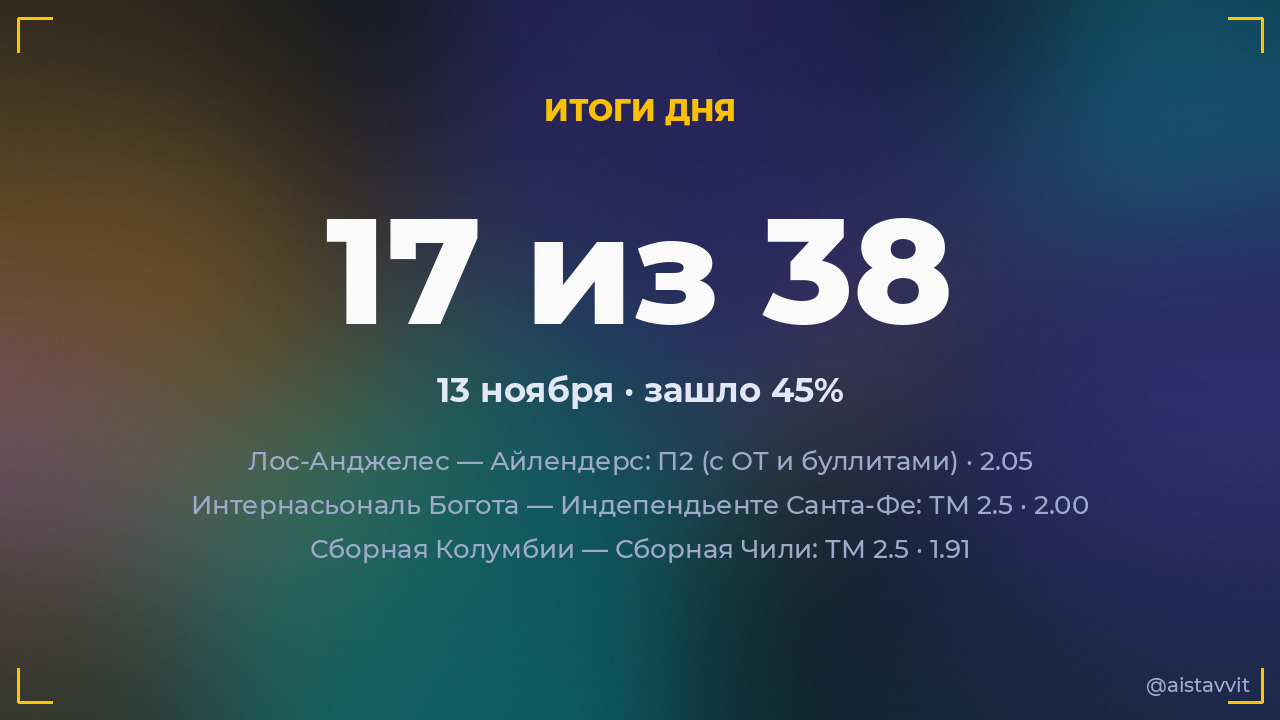 ИТОГИ ДНЯ
17 из 38
13 ноября · зашло 45%
Лос-Анджелес — Айлендерс: П2 (с ОТ и буллитами) · 2.05
Интернасьональ Богота — Индепендьенте Санта-Фе: ТМ 2.5 · 2.00
Сборная Колумбии — Сборная Чили: ТМ 2.5 · 1.91
@aistavvit